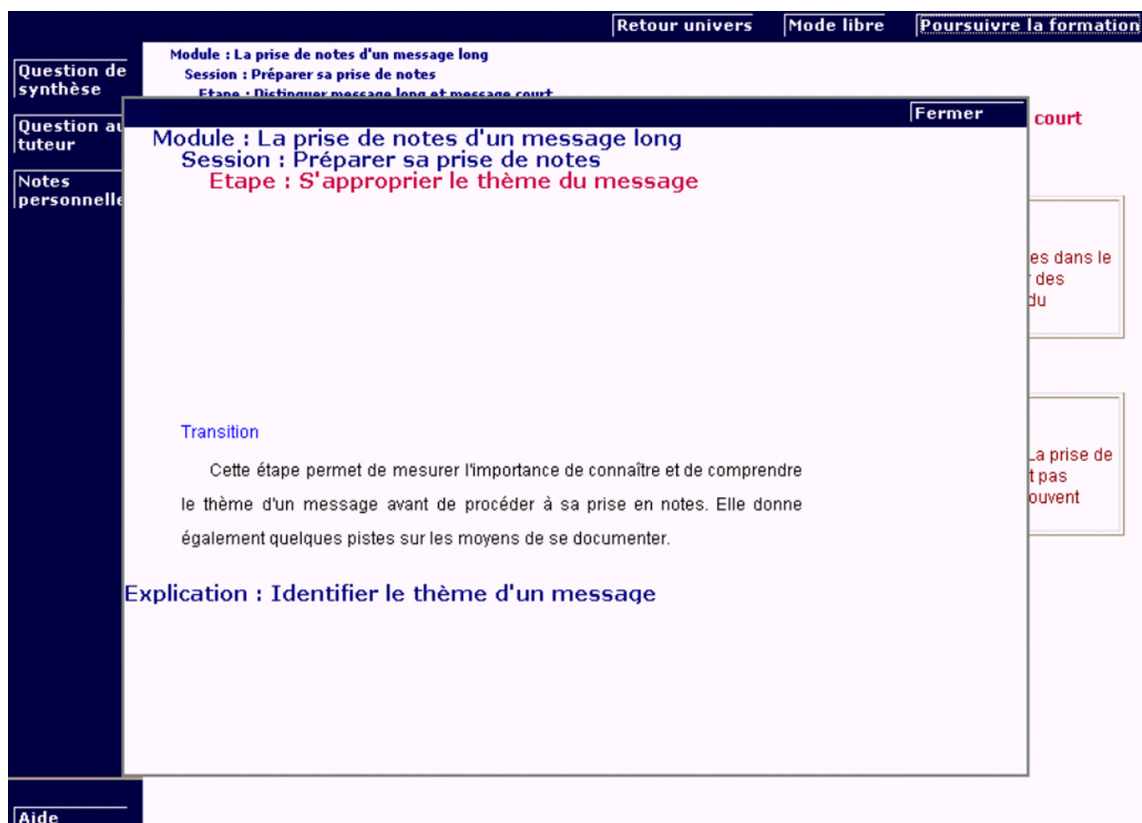 Retour univers Mode libre Poursuivre la formation
Module : La prise de notes d'un message long
Session : Préparer sa prise de notes
Etape : Distinguer message long et message court
Question de
synthèse
Question au
tuteur
Notes
personnelle
Aide
Fermer
Module : La prise de notes d'un message long
Session : Préparer sa prise de notes
Etape : S'approprier le thème du message
Transition
Cette étape permet de mesurer l'importance de connaître et de comprendre
le thème d'un message avant de procéder à sa prise en notes. Elle donne
également quelques pistes sur les moyens de se documenter.
Explication : Identifier le thème d'un message
court
es dans le
des
du
La prise de
t pas
ouvent